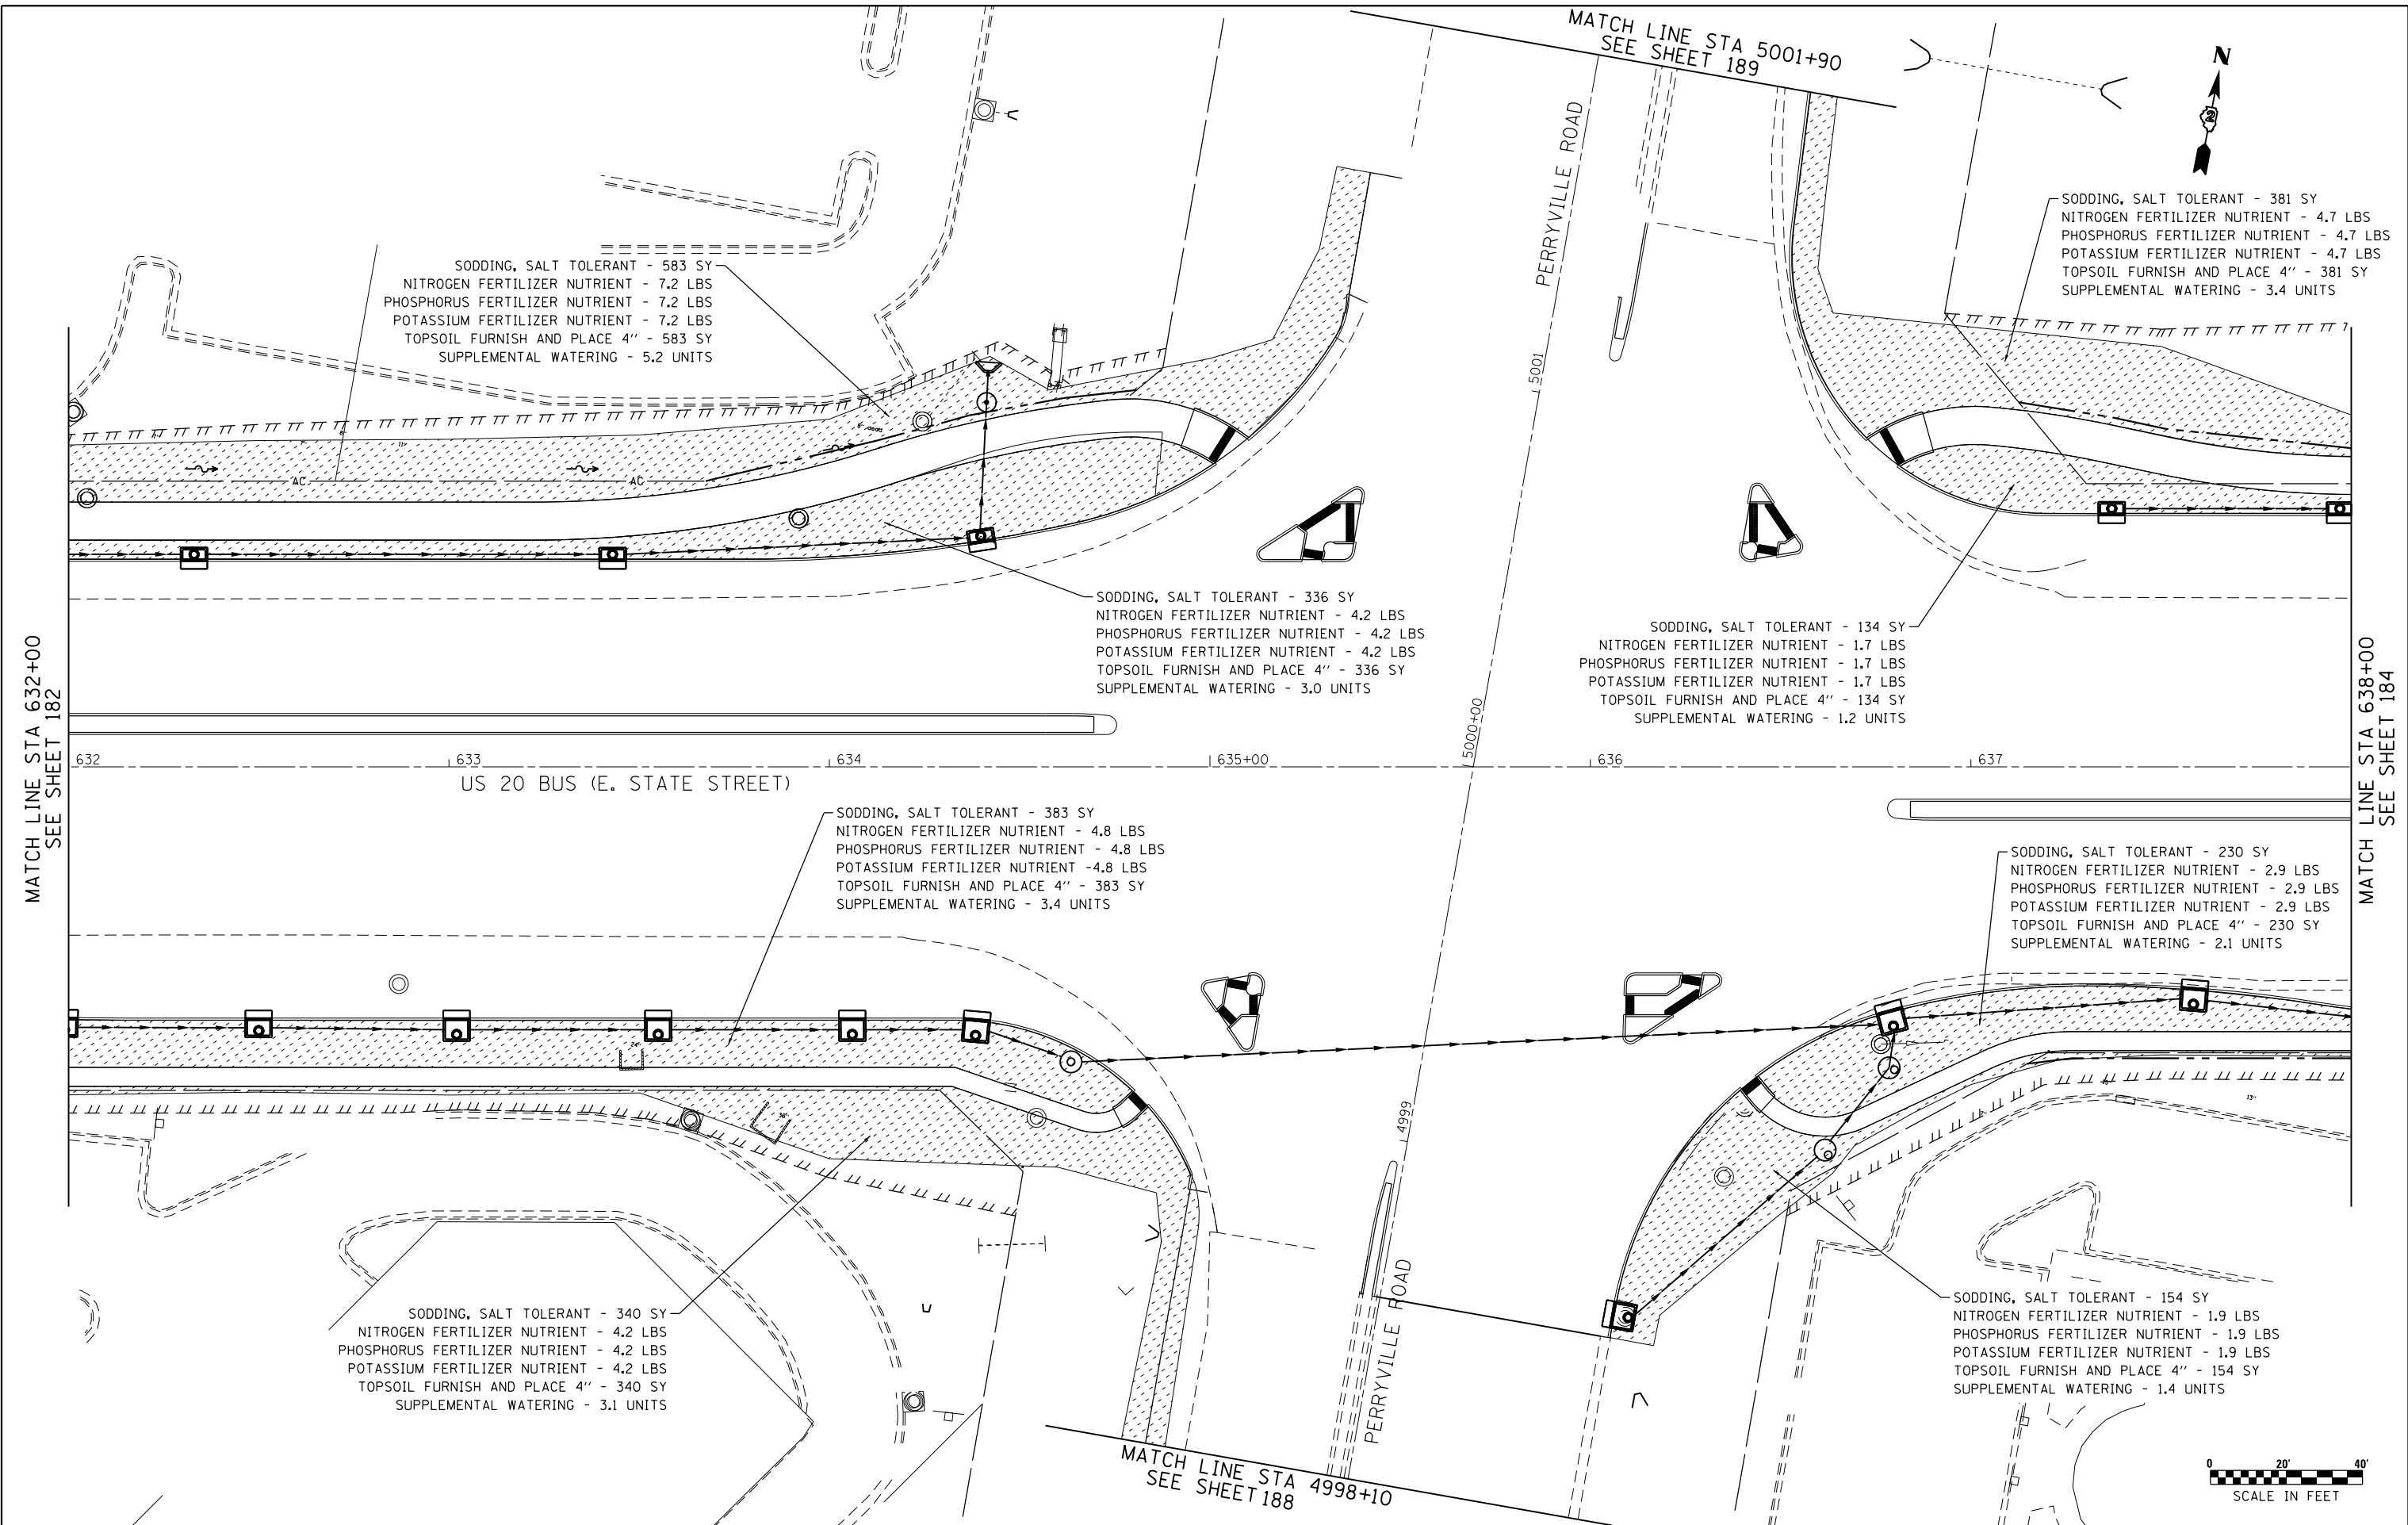 MATCH LINE STA 5001+90
SEE SHEET 189
N
2
PERRYVILLE ROAD
SODDING, SALT TOLERANT - 381 SY
NITROGEN FERTILIZER NUTRIENT - 4.7 LBS
PHOSPHORUS FERTILIZER NUTRIENT - 4.7 LBS
POTASSIUM FERTILIZER NUTRIENT - 4.7 LBS
TOPSOIL FURNISH AND PLACE 4'' - 381 SY
SUPPLEMENTAL WATERING - 3.4 UNITS
SODDING, SALT TOLERANT - 583 SY
NITROGEN FERTILIZER NUTRIENT - 7.2 LBS
PHOSPHORUS FERTILIZER NUTRIENT - 7.2 LBS
POTASSIUM FERTILIZER NUTRIENT - 7.2 LBS
TOPSOIL FURNISH AND PLACE 4'' - 583 SY
SUPPLEMENTAL WATERING - 5.2 UNITS
5001
AC
AC
SODDING, SALT TOLERANT - 336 SY
NITROGEN FERTILIZER NUTRIENT - 4.2 LBS
PHOSPHORUS FERTILIZER NUTRIENT - 4.2 LBS
POTASSIUM FERTILIZER NUTRIENT - 4.2 LBS
TOPSOIL FURNISH AND PLACE 4'' - 336 SY
SUPPLEMENTAL WATERING - 3.0 UNITS
SODDING, SALT TOLERANT - 134 SY
NITROGEN FERTILIZER NUTRIENT - 1.7 LBS
PHOSPHORUS FERTILIZER NUTRIENT - 1.7 LBS
POTASSIUM FERTILIZER NUTRIENT - 1.7 LBS
TOPSOIL FURNISH AND PLACE 4'' - 134 SY
SUPPLEMENTAL WATERING - 1.2 UNITS
MATCH LINE STA 632+00
SEE SHEET 182
MATCH LINE STA 638+00
SEE SHEET 184
5000+00
632
633
634
635+00
636
637
US 20 BUS (E. STATE STREET)
SODDING, SALT TOLERANT - 383 SY
NITROGEN FERTILIZER NUTRIENT - 4.8 LBS
PHOSPHORUS FERTILIZER NUTRIENT - 4.8 LBS
POTASSIUM FERTILIZER NUTRIENT -4.8 LBS
TOPSOIL FURNISH AND PLACE 4'' - 383 SY
SUPPLEMENTAL WATERING - 3.4 UNITS
SODDING, SALT TOLERANT - 230 SY
NITROGEN FERTILIZER NUTRIENT - 2.9 LBS
PHOSPHORUS FERTILIZER NUTRIENT - 2.9 LBS
POTASSIUM FERTILIZER NUTRIENT - 2.9 LBS
TOPSOIL FURNISH AND PLACE 4'' - 230 SY
SUPPLEMENTAL WATERING - 2.1 UNITS
24"
4999
13"
PERRYVILLE ROAD
SODDING, SALT TOLERANT - 340 SY
NITROGEN FERTILIZER NUTRIENT - 4.2 LBS
PHOSPHORUS FERTILIZER NUTRIENT - 4.2 LBS
POTASSIUM FERTILIZER NUTRIENT - 4.2 LBS
TOPSOIL FURNISH AND PLACE 4'' - 340 SY
SUPPLEMENTAL WATERING - 3.1 UNITS
SODDING, SALT TOLERANT - 154 SY
NITROGEN FERTILIZER NUTRIENT - 1.9 LBS
PHOSPHORUS FERTILIZER NUTRIENT - 1.9 LBS
POTASSIUM FERTILIZER NUTRIENT - 1.9 LBS
TOPSOIL FURNISH AND PLACE 4'' - 154 SY
SUPPLEMENTAL WATERING - 1.4 UNITS
MATCH LINE STA 4998+10
SEE SHEET 188
0 20' 40'
SCALE IN FEET